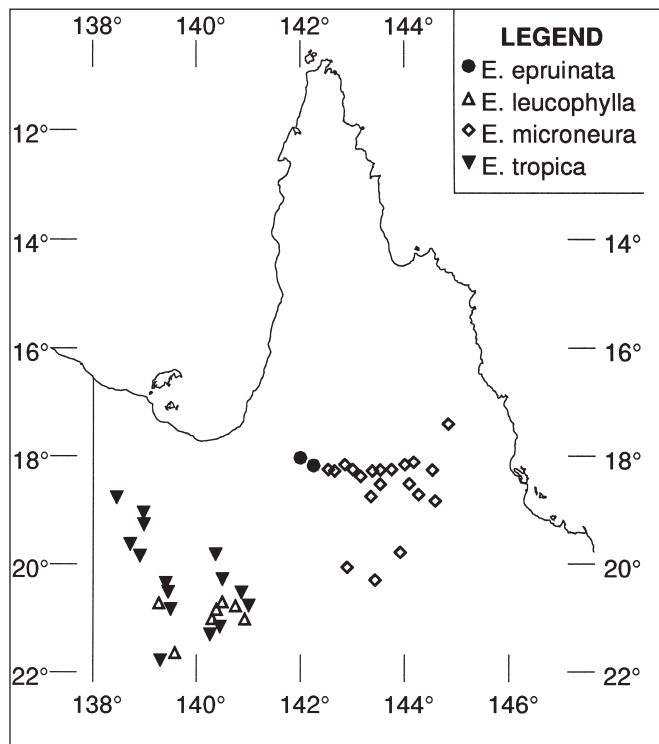 138° 140° 142° 144°
LEGEND
E. epruinata
E. leucophylla
E. microneura
E. tropica
12°
14° 14°
16° 16°
18° 18°
20° 20°
22° 22°
138° 140° 142° 144° 146°